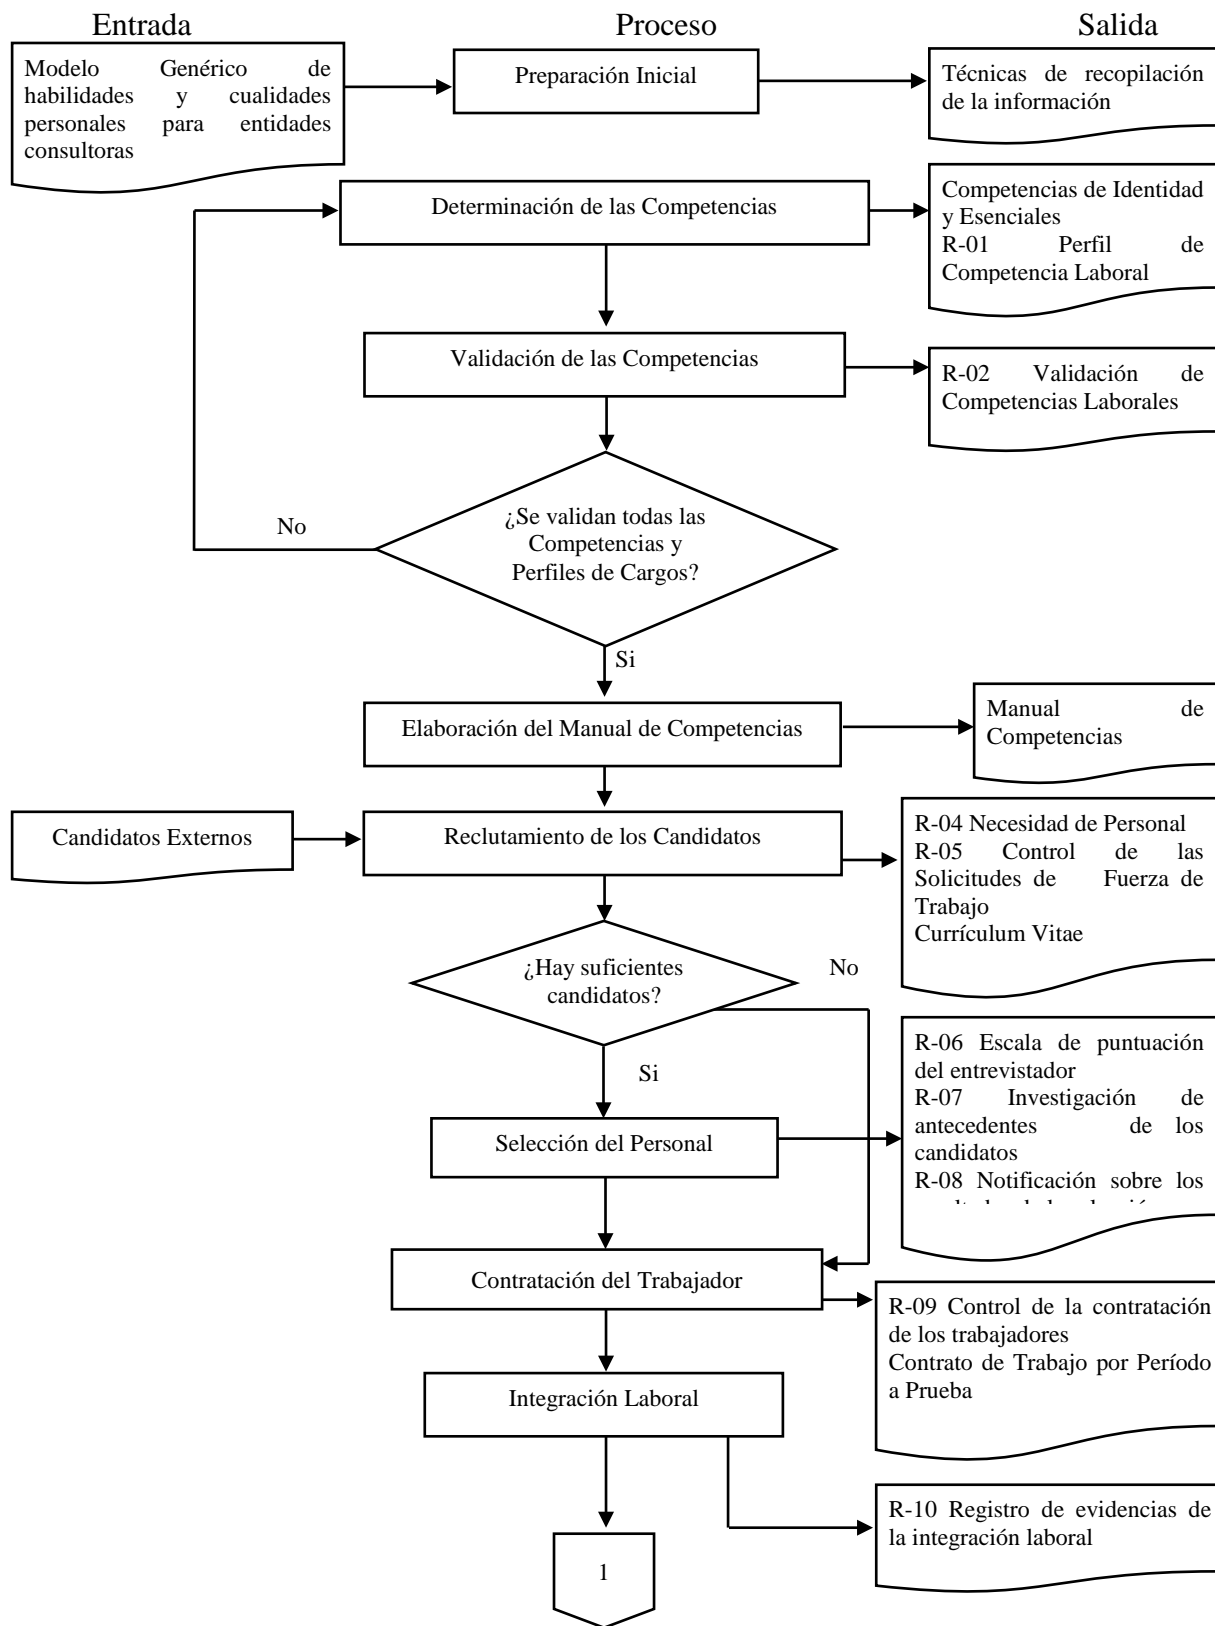 Entrada
Proceso
Salida
Modelo Genérico de
habilidades y cualidades
personales para entidades
consultoras
Preparación Inicial
Técnicas de recopilación
de la información
Determinación de las Competencias
Competencias de Identidad
y Esenciales
R-01 Perfil de
Competencia Laboral
Validación de las Competencias
R-02 Validación de
Competencias Laborales
¿Se validan todas las
Competencias y
Perfiles de Cargos?
No
Si
Elaboración del Manual de Competencias
Manual de
Competencias
Candidatos Externos
Reclutamiento de los Candidatos
R-04 Necesidad de Personal
R-05 Control de las
Solicitudes de Fuerza de
Trabajo
Currículum Vitae
¿Hay suficientes
candidatos?
No
Si
Selección del Personal
R-06 Escala de puntuación
del entrevistador
R-07 Investigación de
antecedentes de los
candidatos
R-08 Notificación sobre los
Contratación del Trabajador
R-09 Control de la contratación
de los trabajadores
Contrato de Trabajo por Período
a Prueba
Integración Laboral
R-10 Registro de evidencias de
la integración laboral
1